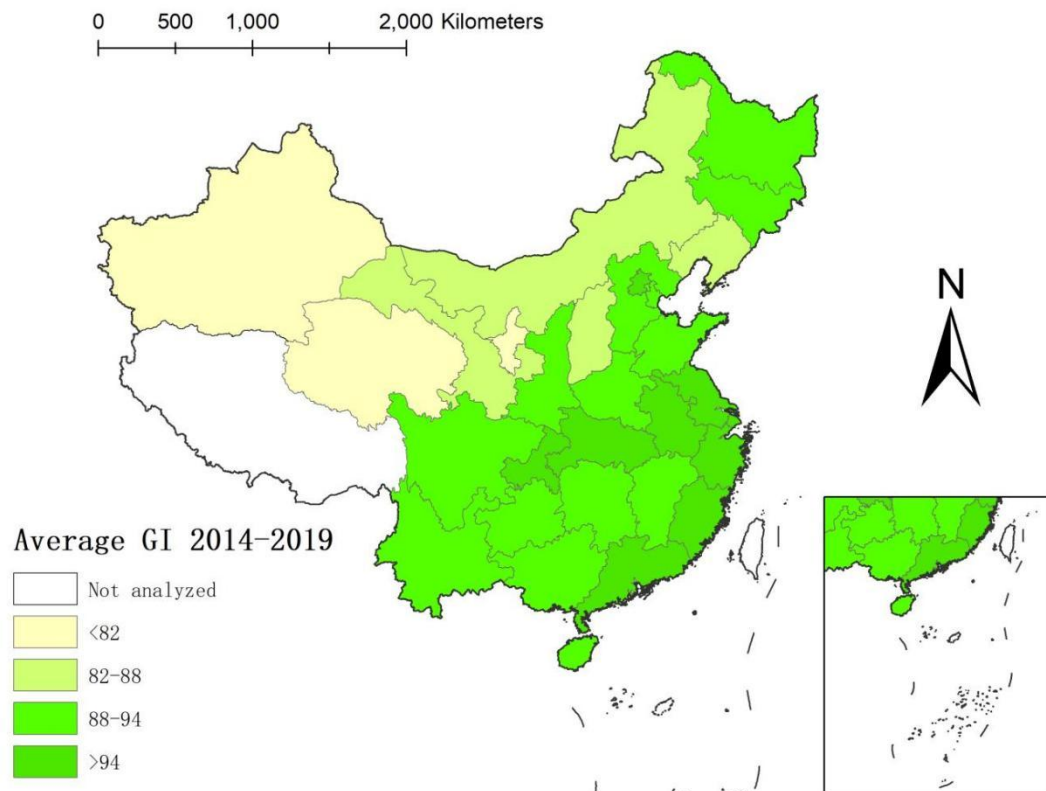 0 500 1,000 2,000 Kilometers
N
Average GI 2014-2019
Not analyzed
<82
82-88
88-94
>94